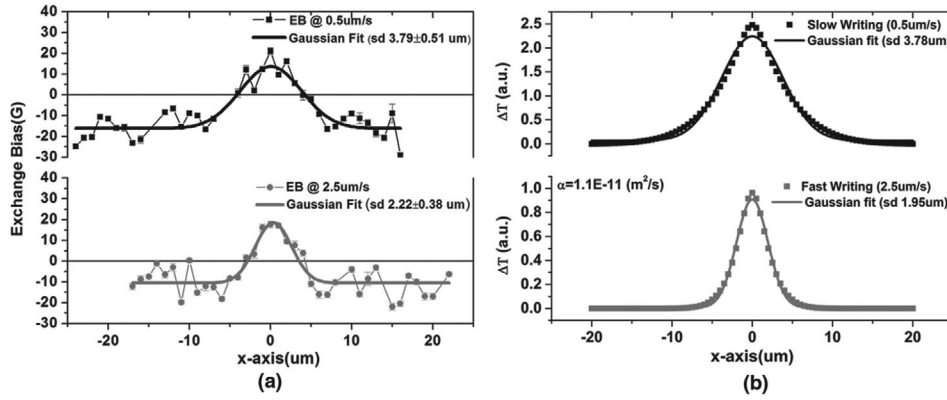 40
30
20
10
0
-10
-20
30
20
10
0
-10
-20
-30
Exchange Bias(G)
EB @ 0.5um/s
Gaussian Fit (sd 3.79±0.51 um)
EB @ 2.5um/s
Gaussian Fit (sd 2.22±0.38 um)
-20 -10 0 10 20
x-axis(um)
(a)
2.5
2.0
1.5
1.0
0.5
0.0
ΔT (a.u.)
Slow Writing (0.5um/s)
Gaussian fit (sd 3.78um)
1.0
0.8
0.6
0.4
0.2
0.0
ΔT (a.u.)
α=1.1E-11 (m²/s)
Fast Writing (2.5um/s)
Gaussian fit (sd 1.95um)
-20 -10 0 10 20
x-axis(um)
(b)